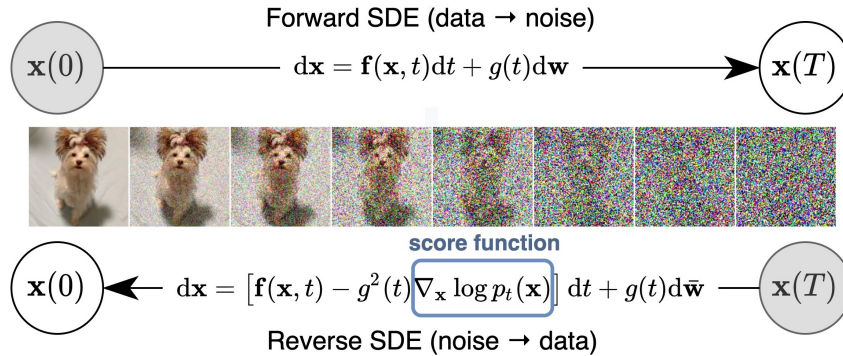 Forward SDE (data → noise)
x(0) dx = f(x, t)dt + g(t)dw x(T)
score function
x(0) dx = [f(x, t) − g²(t)∇ₓ log pₜ(x)] dt + g(t)dw̄ x(T)
Reverse SDE (noise → data)